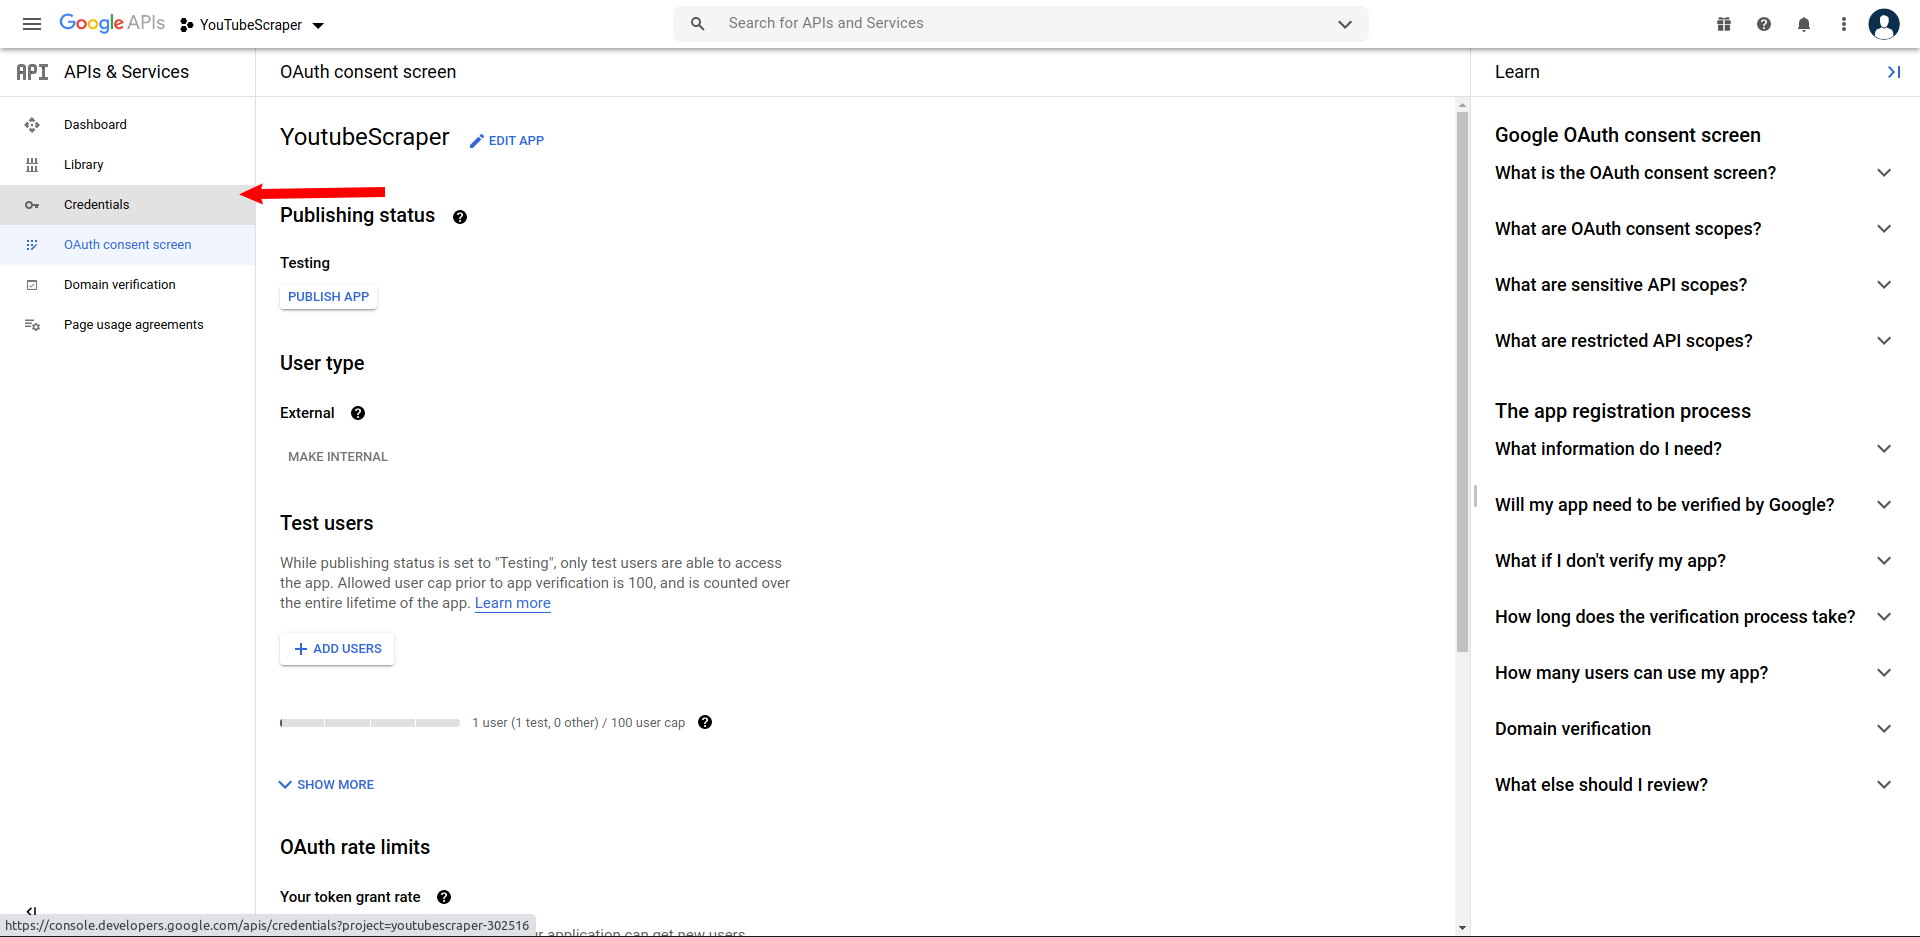 Google APIs YouTubeScraper Search for APIs and Services
API APIs & Services
Dashboard
Library
Credentials
OAuth consent screen
Domain verification
Page usage agreements
OAuth consent screen
YoutubeScraper EDIT APP
Publishing status
Testing
PUBLISH APP
User type
External
MAKE INTERNAL
Test users
While publishing status is set to "Testing", only test users are able to access
the app. Allowed user cap prior to app verification is 100, and is counted over
the entire lifetime of the app. Learn more
ADD USERS
1 user (1 test, 0 other) / 100 user cap
SHOW MORE
OAuth rate limits
Your token grant rate
application can get new users
https://console.developers.google.com/apis/credentials?project=youtubescraper-302516
Learn
Google OAuth consent screen
What is the OAuth consent screen?
What are OAuth consent scopes?
What are sensitive API scopes?
What are restricted API scopes?
The app registration process
What information do I need?
Will my app need to be verified by Google?
What if I don't verify my app?
How long does the verification process take?
How many users can use my app?
Domain verification
What else should I review?